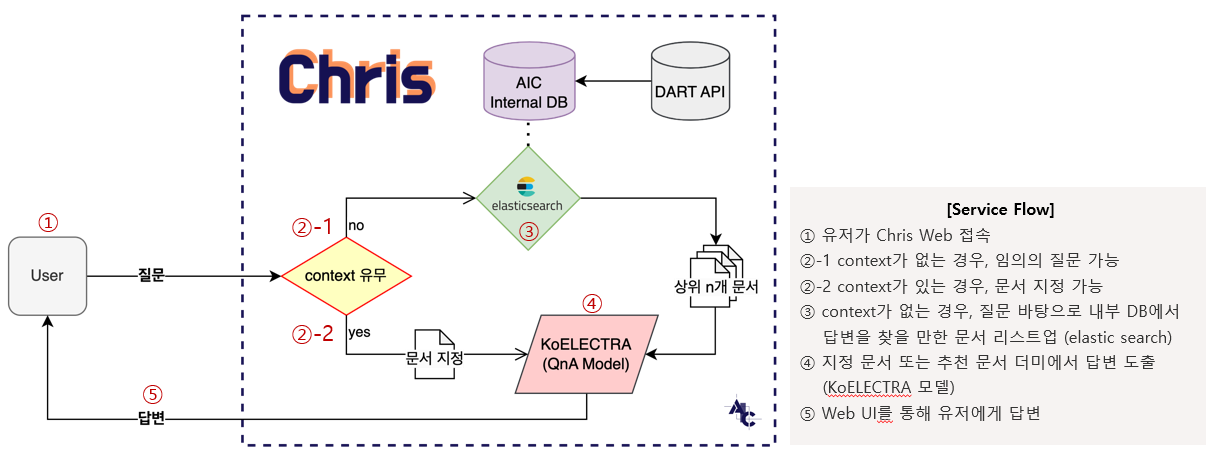 Chris
AIC
Internal DB
DART API
elasticsearch
③
②-1
no
①
User
질문
context 유무
②-2
yes
문서 지정
상위 n개 문서
④
KoELECTRA
(QnA Model)
⑤
답변
AIC
[Service Flow]
① 유저가 Chris Web 접속
②-1 context가 없는 경우, 임의의 질문 가능
②-2 context가 있는 경우, 문서 지정 가능
③ context가 없는 경우, 질문 바탕으로 내부 DB에서
답변을 찾을 만한 문서 리스트업 (elastic search)
④ 지정 문서 또는 추천 문서 더미에서 답변 도출
(KoELECTRA 모델)
⑤ Web UI를 통해 유저에게 답변